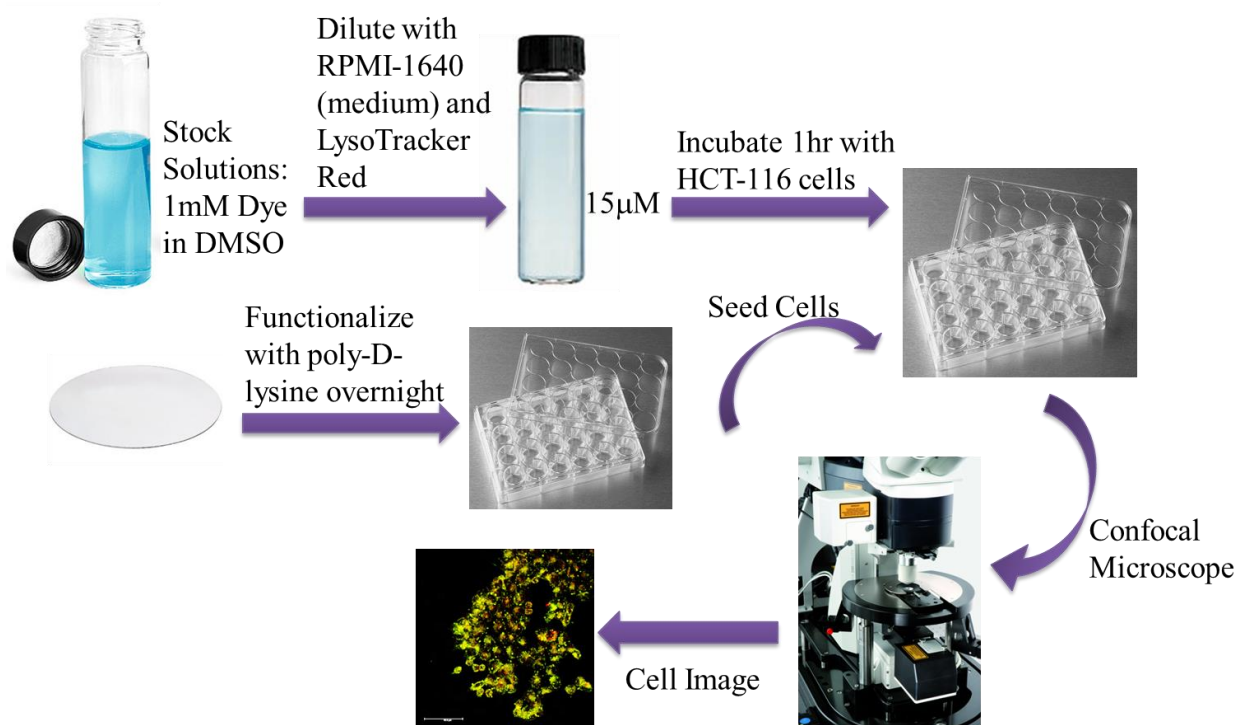 Stock
Solutions:
1mM Dye
in DMSO
Dilute with
RPMI-1640
(medium) and
LysoTracker
Red
15μM
Incubate 1hr with
HCT-116 cells
Functionalize
with poly-D-
lysine overnight
Seed Cells
Confocal
Microscope
Cell Image